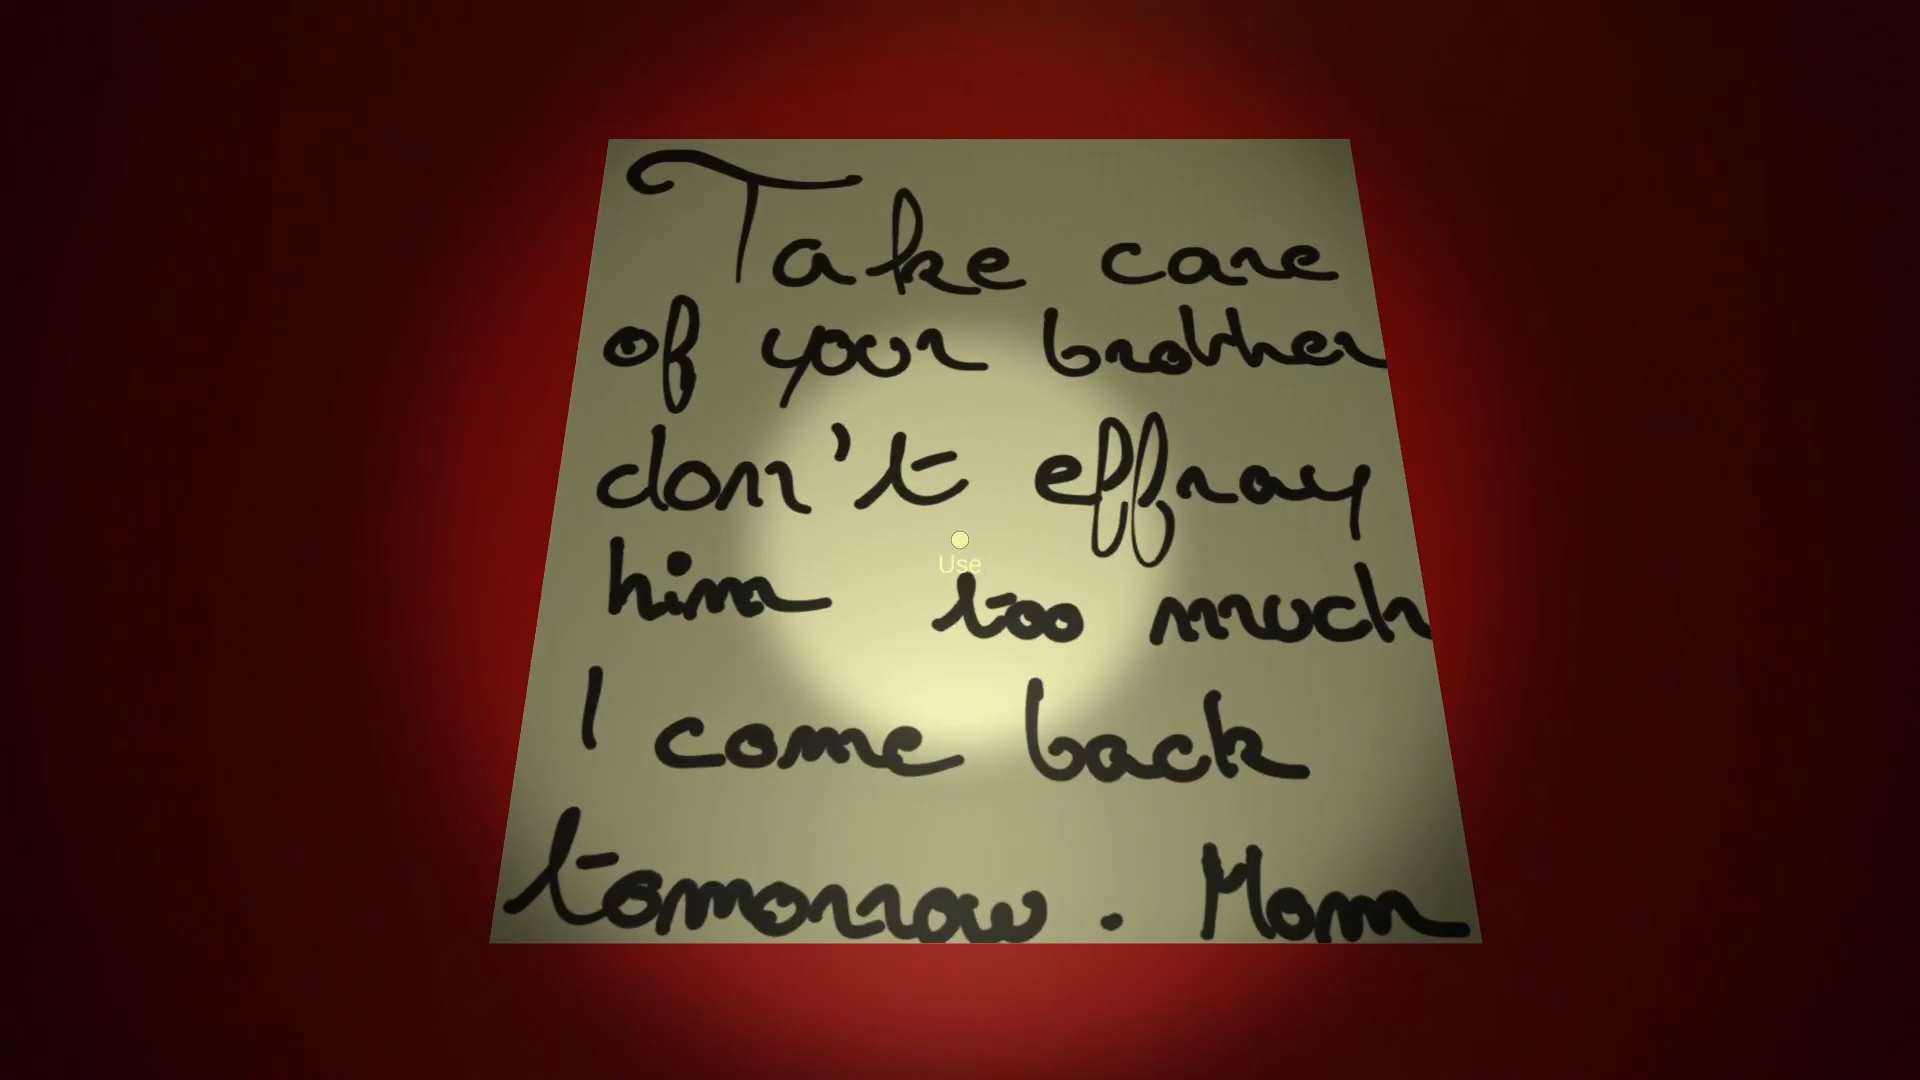 Take care
of your brother
don't effray
him too much
I come back
tomorrow. Mom
Use